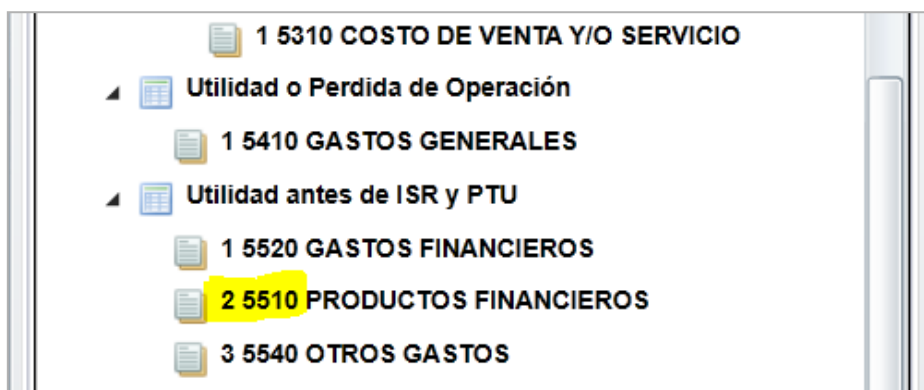 1 5310 COSTO DE VENTA Y/O SERVICIO
Utilidad o Perdida de Operación
1 5410 GASTOS GENERALES
Utilidad antes de ISR y PTU
1 5520 GASTOS FINANCIEROS
2 5510 PRODUCTOS FINANCIEROS
3 5540 OTROS GASTOS